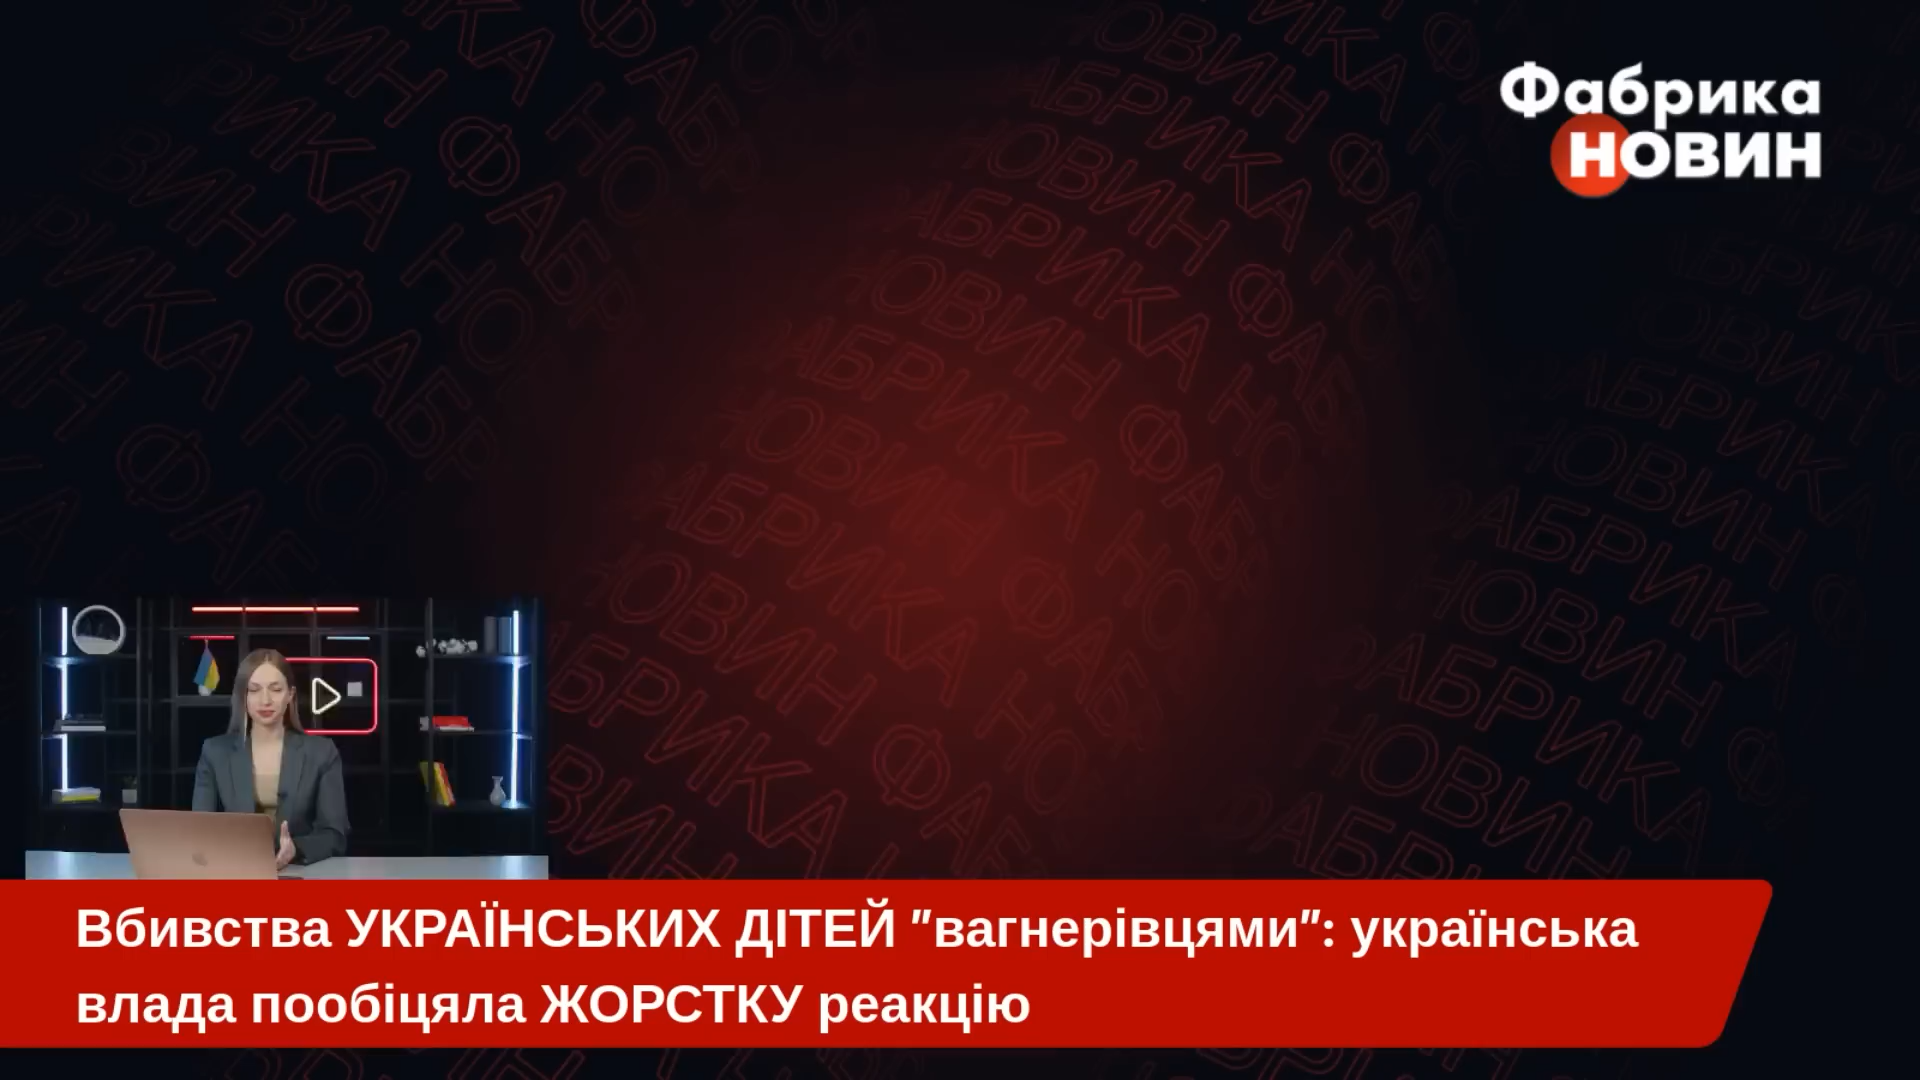 Фабрика
НОВИН
Вбивства УКРАЇНСЬКИХ ДІТЕЙ "вагнерівцями": українська
влада пообіцяла ЖОРСТКУ реакцію